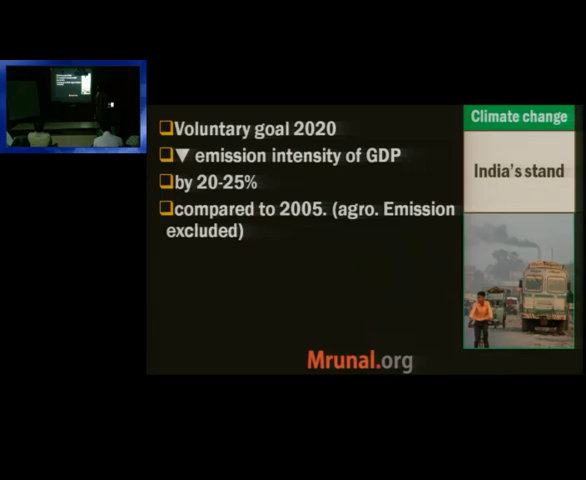 Climate change
India's stand
❑Voluntary goal 2020
❑▼ emission intensity of GDP
❑by 20-25%
❑compared to 2005. (agro. Emission
excluded)
Mrunal.org